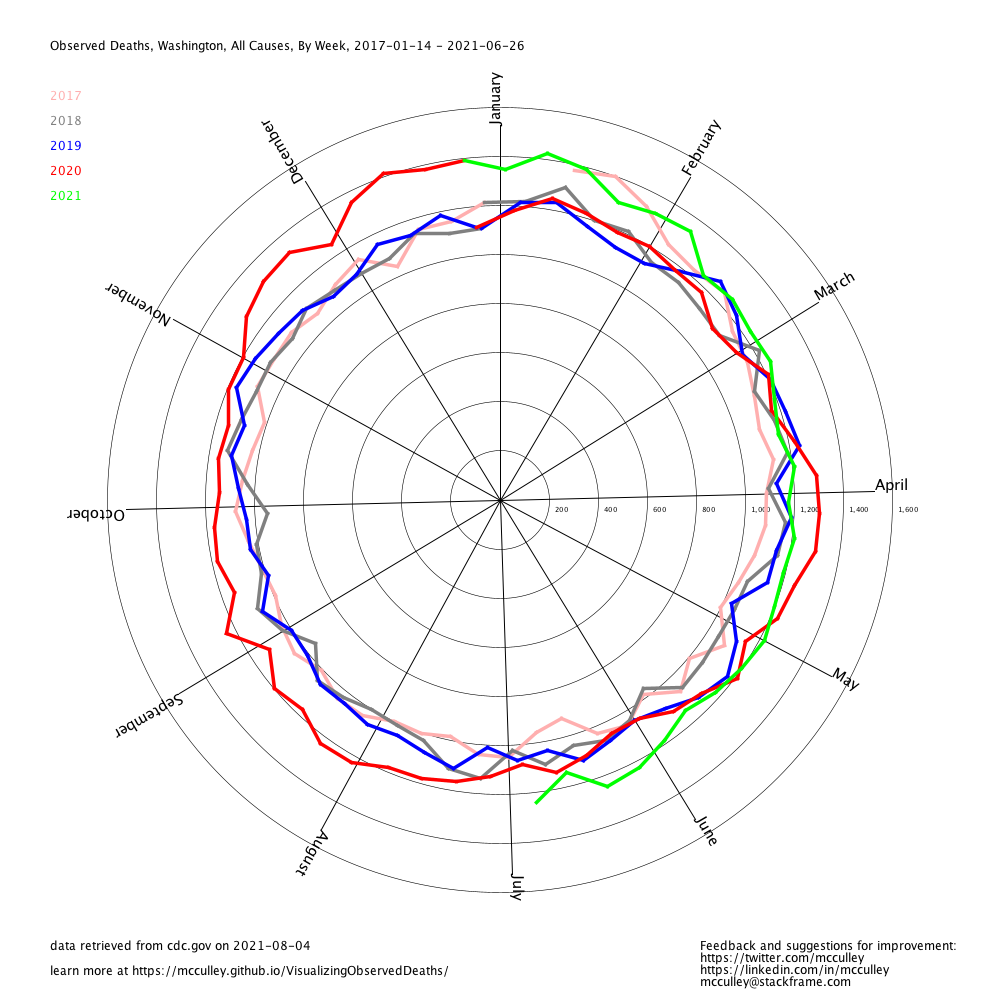 Observed Deaths, Washington, All Causes, By Week, 2017-01-14 - 2021-06-26
2017
2018
2019
2020
2021
January
February
March
April
May
June
July
August
September
October
November
December
200
400
600
800
1,000
1,200
1,400
1,600
data retrieved from cdc.gov on 2021-08-04
learn more at https://mcculley.github.io/VisualizingObservedDeaths/
Feedback and suggestions for improvement:
https://twitter.com/mcculley
https://linkedin.com/in/mcculley
mcculley@stackframe.com